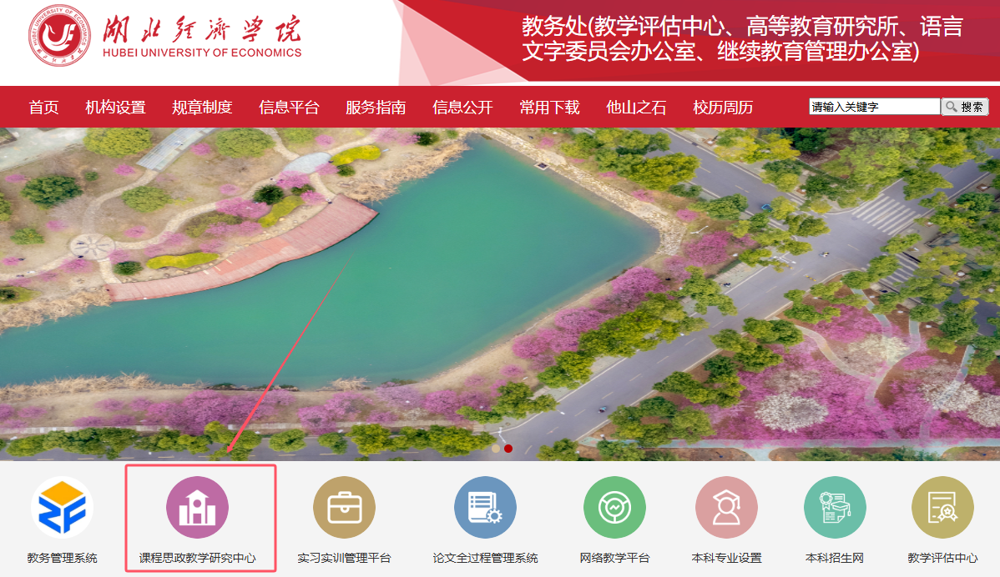 湖北经济学院
HUBEI UNIVERSITY OF ECONOMICS
教务处(教学评估中心、高等教育研究所、语言
文字委员会办公室、继续教育管理办公室)
首页 机构设置 规章制度 信息平台 服务指南 信息公开 常用下载 他山之石 校历周历 请输入关键字 搜索
教务管理系统 课程思政教学研究中心 实习实训管理平台 论文全过程管理系统 网络教学平台 本科专业设置 本科招生网 教学评估中心